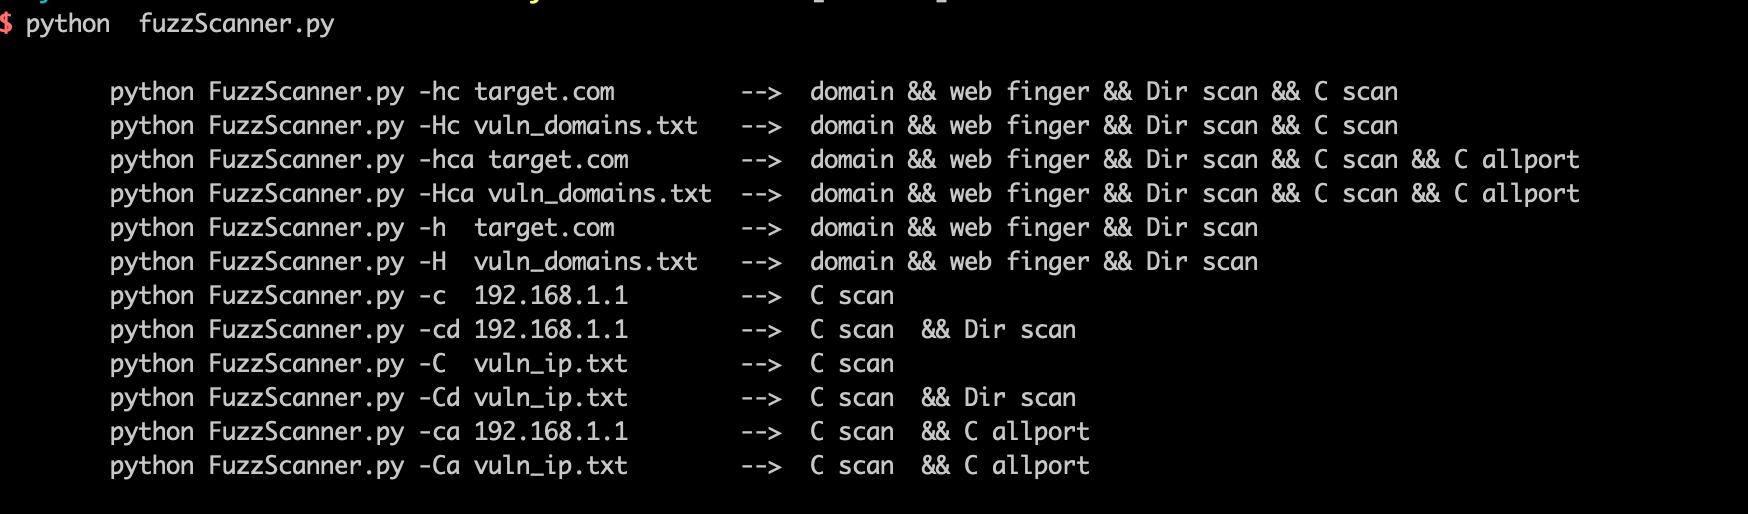 $ python  fuzzScanner.py
python FuzzScanner.py -hc target.com         -->  domain && web finger && Dir scan && C scan
python FuzzScanner.py -Hc vuln_domains.txt   -->  domain && web finger && Dir scan && C scan
python FuzzScanner.py -hca target.com        -->  domain && web finger && Dir scan && C scan && C allport
python FuzzScanner.py -Hca vuln_domains.txt  -->  domain && web finger && Dir scan && C scan && C allport
python FuzzScanner.py -h  target.com         -->  domain && web finger && Dir scan
python FuzzScanner.py -H  vuln_domains.txt   -->  domain && web finger && Dir scan
python FuzzScanner.py -c  192.168.1.1        -->  C scan
python FuzzScanner.py -cd 192.168.1.1        -->  C scan  && Dir scan
python FuzzScanner.py -C  vuln_ip.txt        -->  C scan
python FuzzScanner.py -Cd vuln_ip.txt        -->  C scan  && Dir scan
python FuzzScanner.py -ca 192.168.1.1        -->  C scan  && C allport
python FuzzScanner.py -Ca vuln_ip.txt        -->  C scan  && C allport